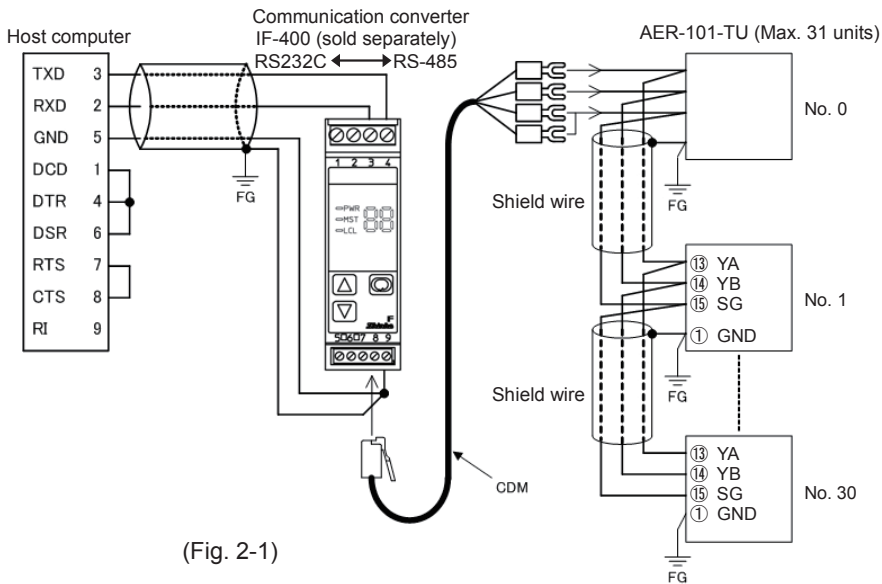 Communication converter
IF-400 (sold separately)
RS232C RS-485
Host computer
AER-101-TU (Max. 31 units)
TXD 3
RXD 2
GND 5
DCD 1
DTR 4
DSR 6
RTS 7
CTS 8
RI 9
FG
1 2 3 4
PWR
MST
LCL
88
Shinko
5 6 7 8 9
CDM
No. 0
FG
Shield wire
⑬ YA
⑭ YB
⑮ SG
① GND
No. 1
FG
Shield wire
⑬ YA
⑭ YB
⑮ SG
① GND
No. 30
FG
(Fig. 2-1)